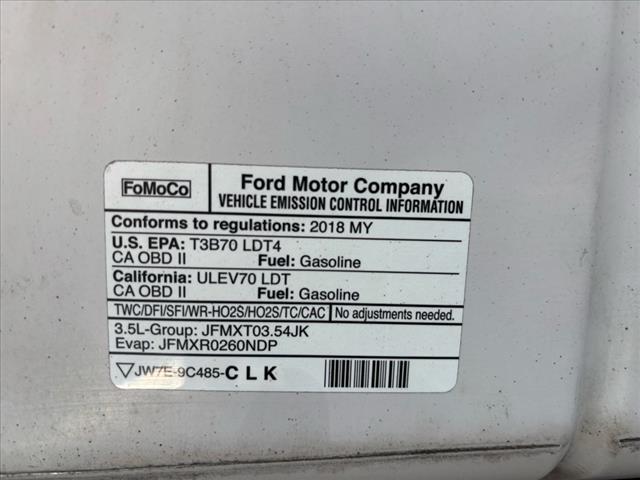 FoMoCo
Ford Motor Company
VEHICLE EMISSION CONTROL INFORMATION
Conforms to regulations: 2018 MY
U.S. EPA: T3B70 LDT4
CA OBD II Fuel: Gasoline
California: ULEV70 LDT
CA OBD II Fuel: Gasoline
TWC/DFI/SFI/WR-HO2S/HO2S/TC/CAC No adjustments needed.
3.5L-Group: JFMXT03.54JK
Evap: JFMXR0260NDP
JW7E-9C485-C L K